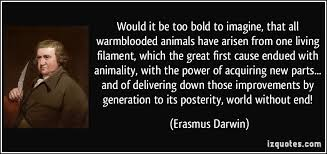 Would it be too bold to imagine, that all
warmblooded animals have arisen from one living
filament, which the great first cause endued with
animality, with the power of acquiring new parts...
and of delivering down those improvements by
generation to its posterity, world without end!
(Erasmus Darwin)
izquotes.com